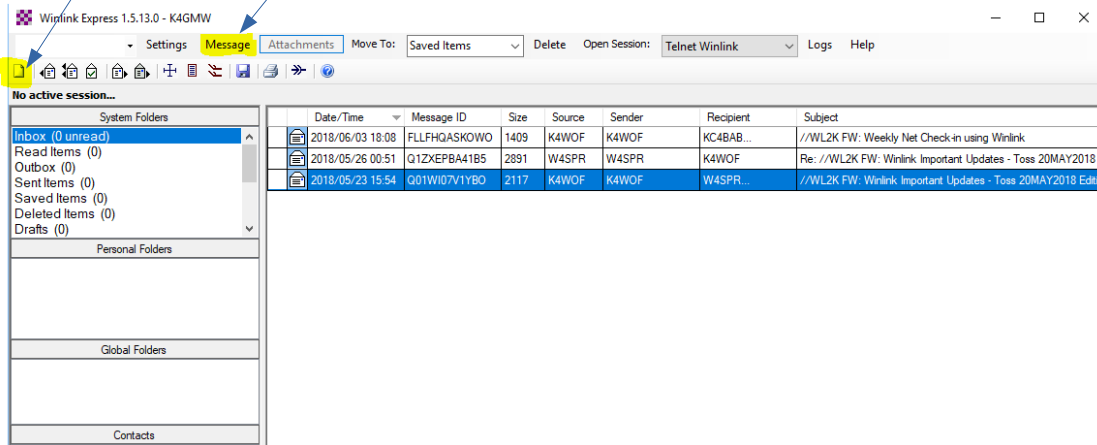 Winlink Express 1.5.13.0 - K4GMW
Settings Message Attachments Move To: Saved Items Delete Open Session: Telnet Winlink Logs Help
No active session...
System Folders
Inbox (0 unread)
Read Items (0)
Outbox (0)
Sent Items (0)
Saved Items (0)
Deleted Items (0)
Drafts (0)
Personal Folders
Global Folders
Contacts
Date/Time Message ID Size Source Sender Recipient Subject
2018/06/03 18:08 FLLFHQASKOWO 1409 K4WOF K4WOF KC4BAB... //WL2K FW: Weekly Net Check-in using Winlink
2018/05/26 00:51 Q1ZXEPBA41B5 2891 W4SPR W4SPR K4WOF Re: //WL2K FW: Winlink Important Updates - Toss 20MAY2018
2018/05/23 15:54 Q01WI07V1YBO 2117 K4WOF K4WOF W4SPR... //WL2K FW: Winlink Important Updates - Toss 20MAY2018 Editi